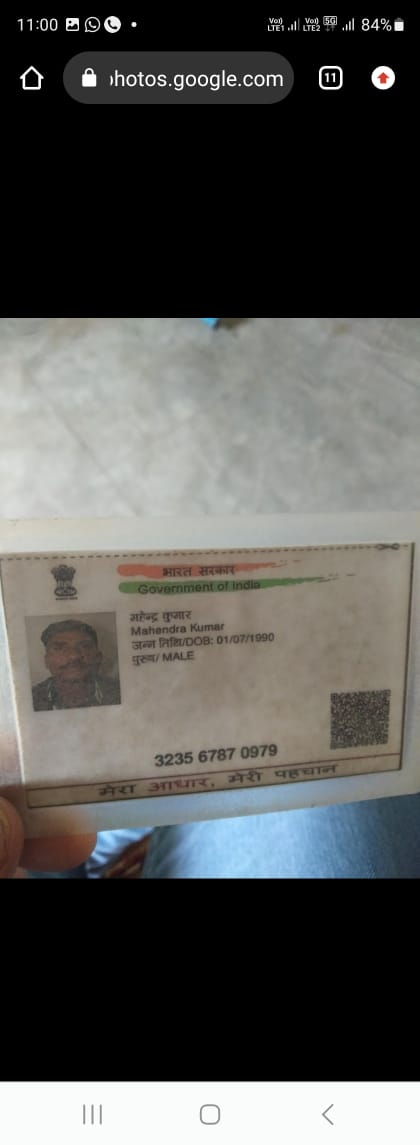 11:00 Vo) LTE1 Vo) LTE2 5G 84%
photos.google.com 11
भारत सरकार
Government of India
महेन्द्र कुमार
Mahendra Kumar
जन्म तिथि/DOB: 01/07/1990
पुरुष/ MALE
3235 6787 0979
मेरा आधार, मेरी पहचान